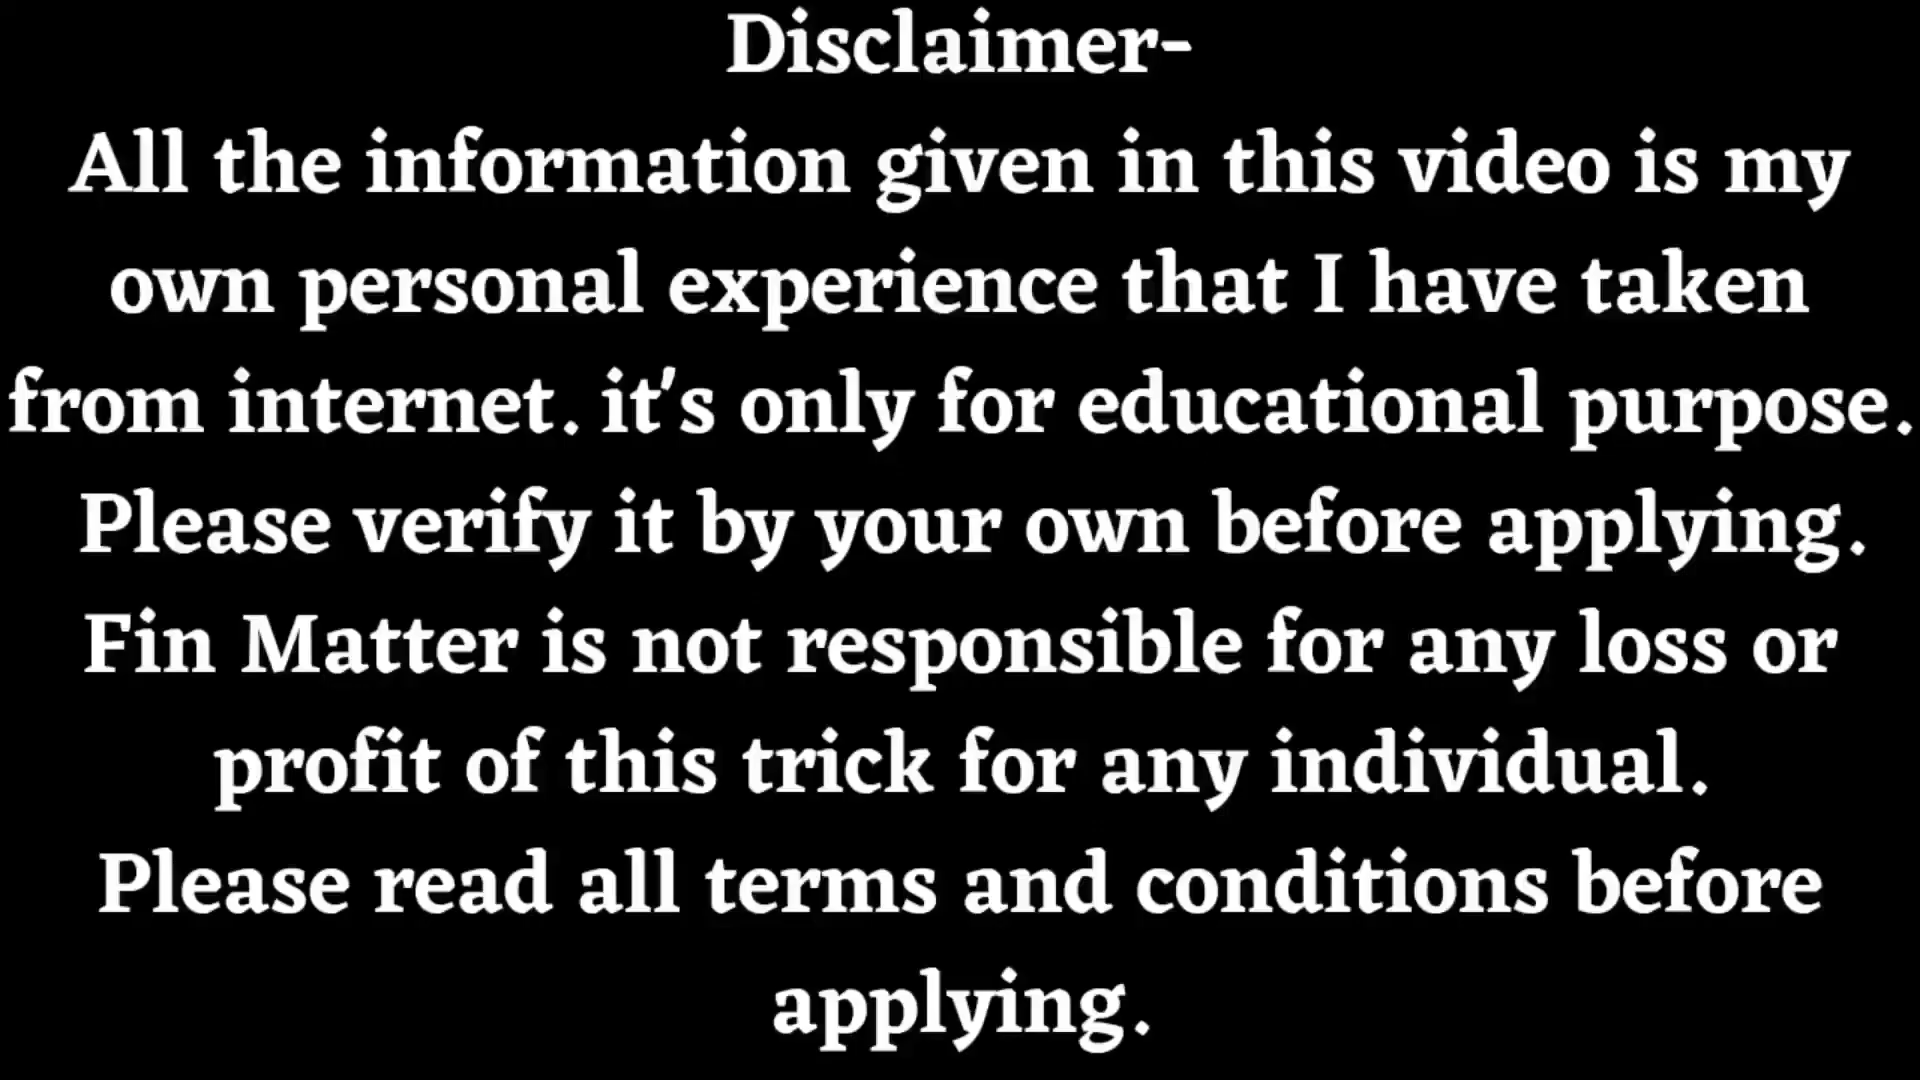 Disclaimer-
All the information given in this video is my
own personal experience that I have taken
from internet. it's only for educational purpose.
Please verify it by your own before applying.
Fin Matter is not responsible for any loss or
profit of this trick for any individual.
Please read all terms and conditions before
applying.